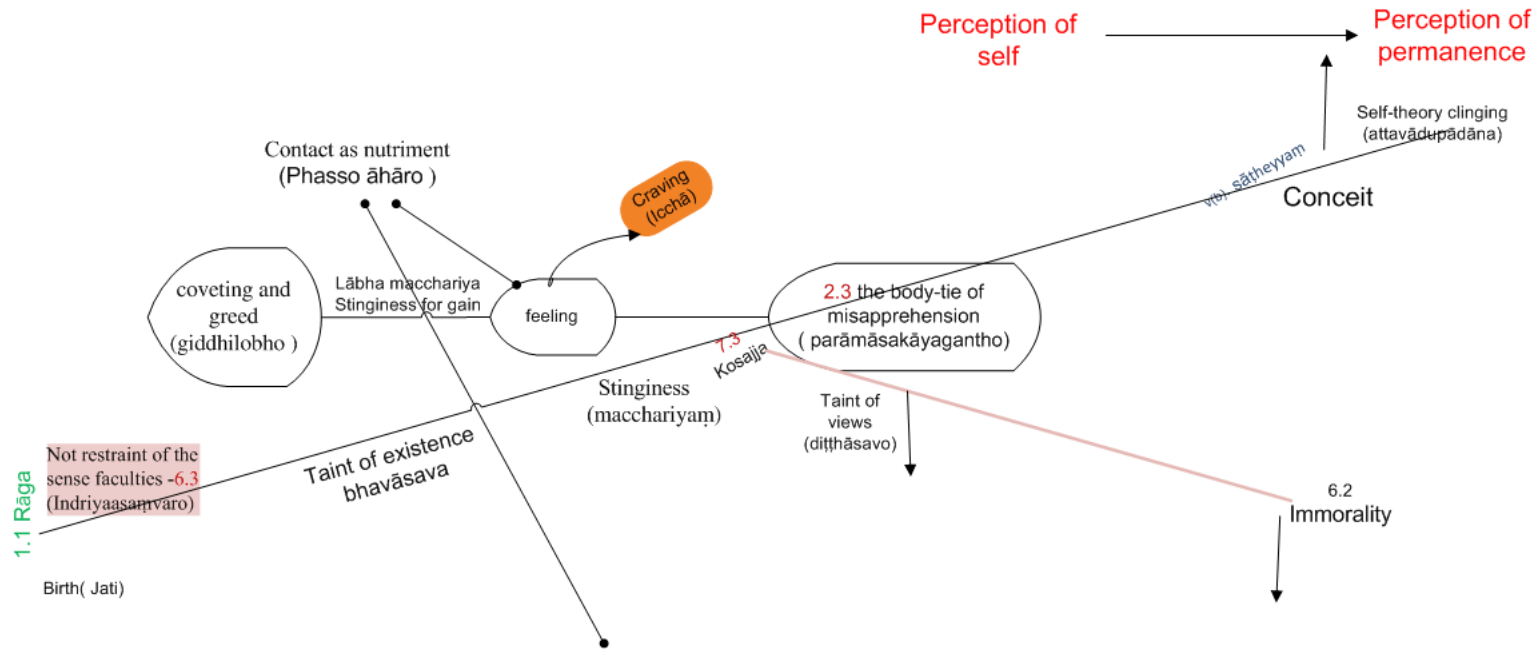 Perception of
self
Perception of
permanence
Self-theory clinging
(attavādupādāna)
v(b). sāṭheyyaṃ
Conceit
Contact as nutriment
(Phasso āhāro )
Craving
(Icchā)
coveting and
greed
(giddhilobho )
Lābha macchariya
Stinginess for gain
feeling
2.3 the body-tie of
misapprehension
( parāmāsakāyagantho)
7.3
Kosajja
Stinginess
(macchariyaṃ)
Taint of
views
(diṭṭhāsavo)
Taint of existence
bhavāsava
Not restraint of the
sense faculties -6.3
(Indriyaasaṃvaro)
1.1 Rāga
6.2
Immorality
Birth( Jati)